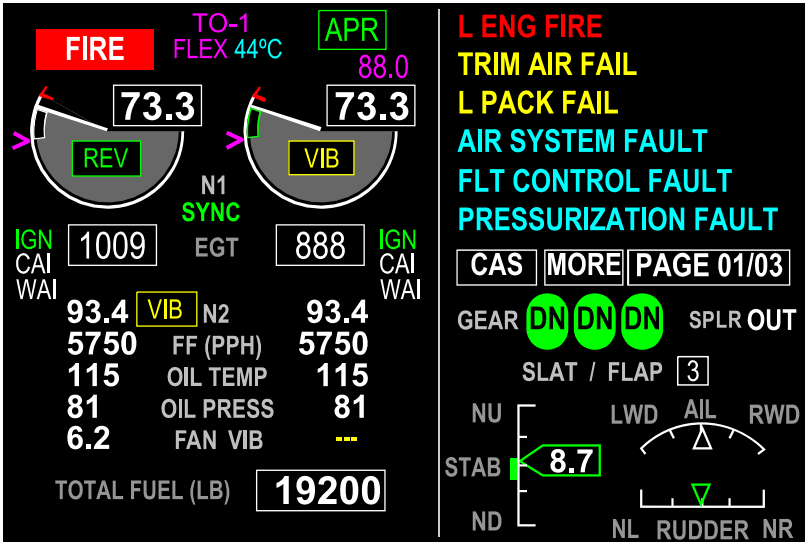 TO-1
FIRE
FLEX 44ºC
APR
88.0
73.3
73.3
REV
VIB
N1
SYNC
IGN 1009 EGT 888 IGN
CAI CAI
WAI WAI
93.4 VIB N2 93.4
5750 FF (PPH) 5750
115 OIL TEMP 115
81 OIL PRESS 81
6.2 FAN VIB ---
TOTAL FUEL (LB) 19200
L ENG FIRE
TRIM AIR FAIL
L PACK FAIL
AIR SYSTEM FAULT
FLT CONTROL FAULT
PRESSURIZATION FAULT
CAS MORE PAGE 01/03
GEAR DN DN DN SPLR OUT
SLAT / FLAP 3
NU
STAB 8.7
ND
LWD AIL RWD
NL RUDDER NR